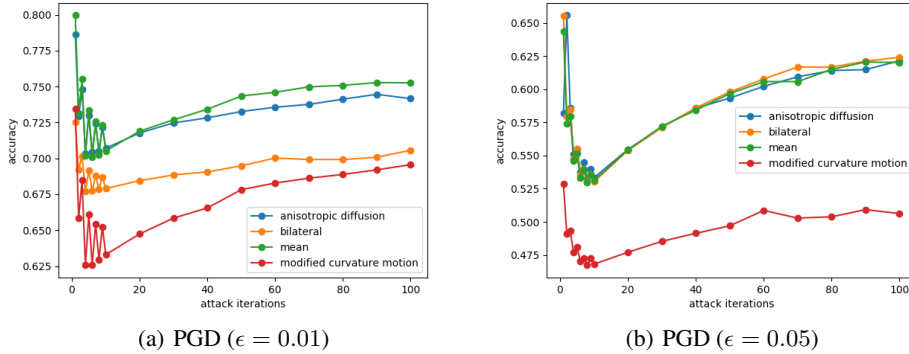 0.800
0.775
0.750
0.725
0.700
0.675
0.650
0.625
accuracy
anisotropic diffusion
bilateral
mean
modified curvature motion
0 20 40 60 80 100
attack iterations
(a) PGD (ϵ = 0.01)
0.650
0.625
0.600
0.575
0.550
0.525
0.500
0.475
accuracy
anisotropic diffusion
bilateral
mean
modified curvature motion
0 20 40 60 80 100
attack iterations
(b) PGD (ϵ = 0.05)